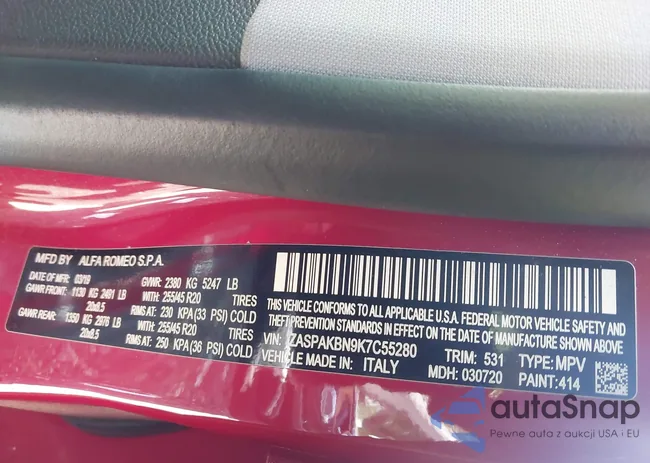 MFD BY ALFA ROMEO S.P.A.
DATE OF MFR 03/19 GVWR: 2380 KG 5247 LB
GAWR FRONT: 1130 KG 2491 LB WITH 255/45 R20 TIRES
20x8.5 RIMS AT: 230 KPA(33 PSI) COLD
GAWR REAR: 1350 KG 2976 LB WITH 255/45 R20 TIRES
20x8.5 RIMS AT: 250 KPA(36 PSI) COLD
THIS VEHICLE CONFORMS TO ALL APPLICABLE U.S.A. FEDERAL MOTOR VEHICLE SAFETY AND
THEFT PREVENTION STANDARDS IN EFFECT ON THE DATE OF MANUFACTURE SHOWN ABOVE.
VIN: ZASPAKBN9K7C55280 TRIM: 531 TYPE: MPV
VEHICLE MADE IN: ITALY MDH: 030720 PAINT: 414
autaSnap
Pewne auta z aukcji USA i EU